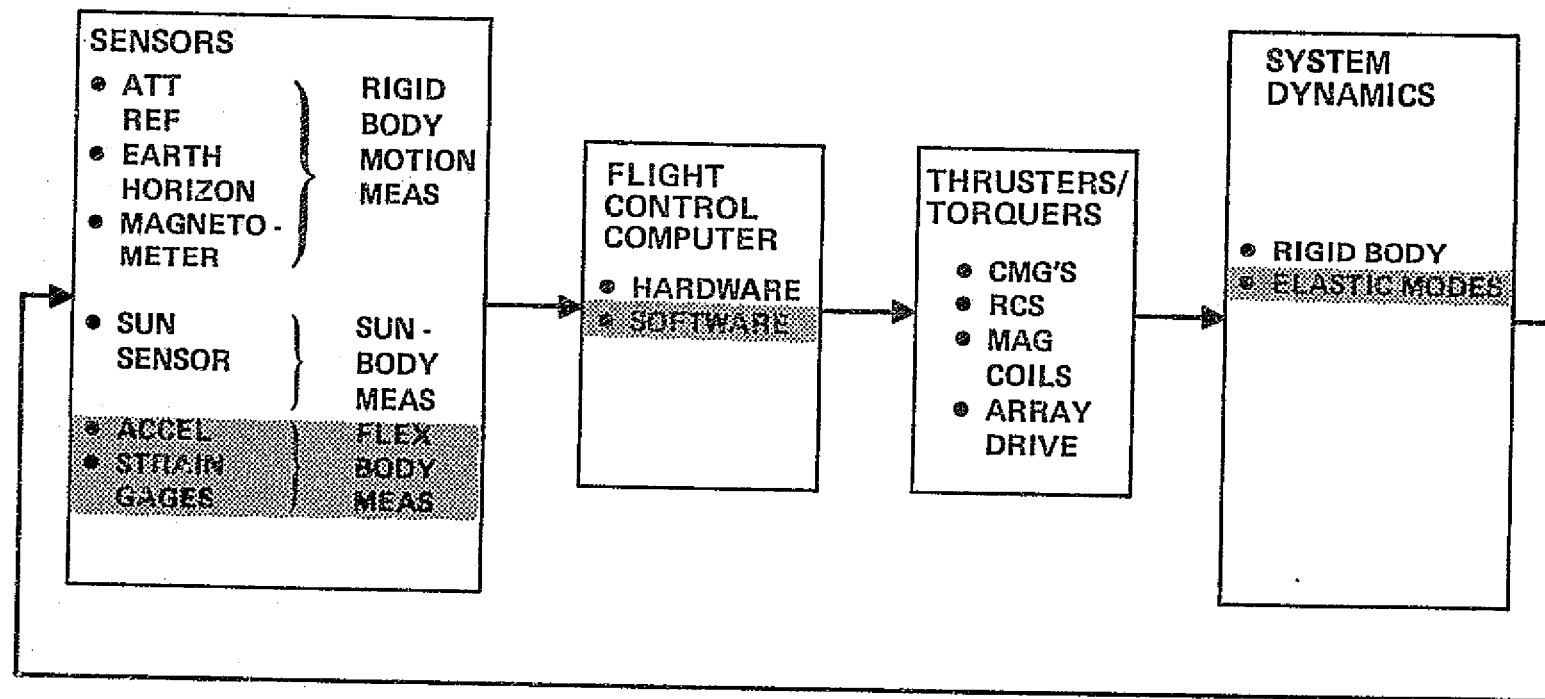 SENSORS
• ATT
REF
• EARTH
HORIZON
• MAGNETO -
METER
RIGID
BODY
MOTION
MEAS
• SUN
SENSOR
SUN -
BODY
MEAS
• ACCEL
• STRAIN
GAGES
FLEX
BODY
MEAS
FLIGHT
CONTROL
COMPUTER
• HARDWARE
• SOFTWARE
THRUSTERS/
TORQUERS
• CMG'S
• RCS
• MAG
COILS
• ARRAY
DRIVE
SYSTEM
DYNAMICS
• RIGID BODY
• ELASTIC MODES